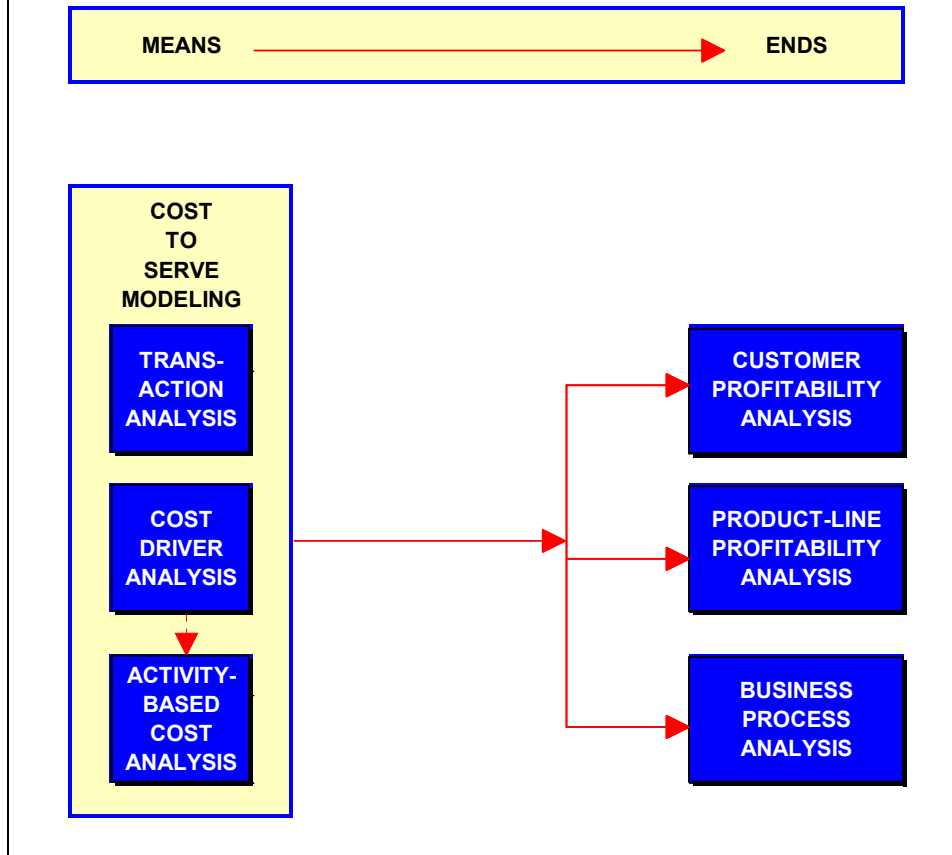 MEANS ENDS
COST
TO
SERVE
MODELING
TRANS-
ACTION
ANALYSIS
COST
DRIVER
ANALYSIS
ACTIVITY-
BASED
COST
ANALYSIS
CUSTOMER
PROFITABILITY
ANALYSIS
PRODUCT-LINE
PROFITABILITY
ANALYSIS
BUSINESS
PROCESS
ANALYSIS